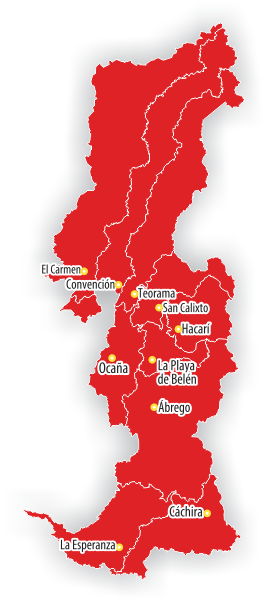 El Carmen
Convención
Teorama
San Calixto
Hacarí
Ocaña
La Playa
de Belén
Ábrego
Cáchira
La Esperanza